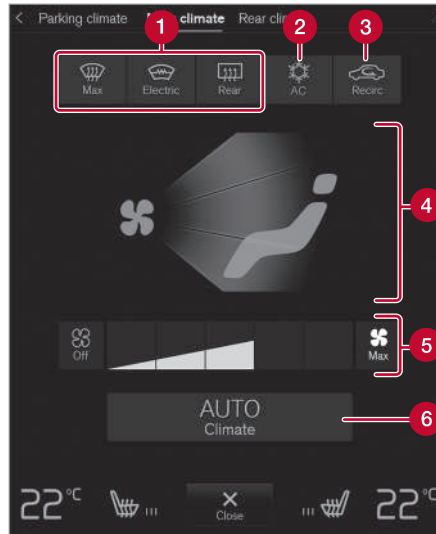 Parking climate climate Rear
1 2 3
Max Electric Rear AC Recirc
4
Off Max
5
AUTO
Climate
6
22°C 22°C
Close